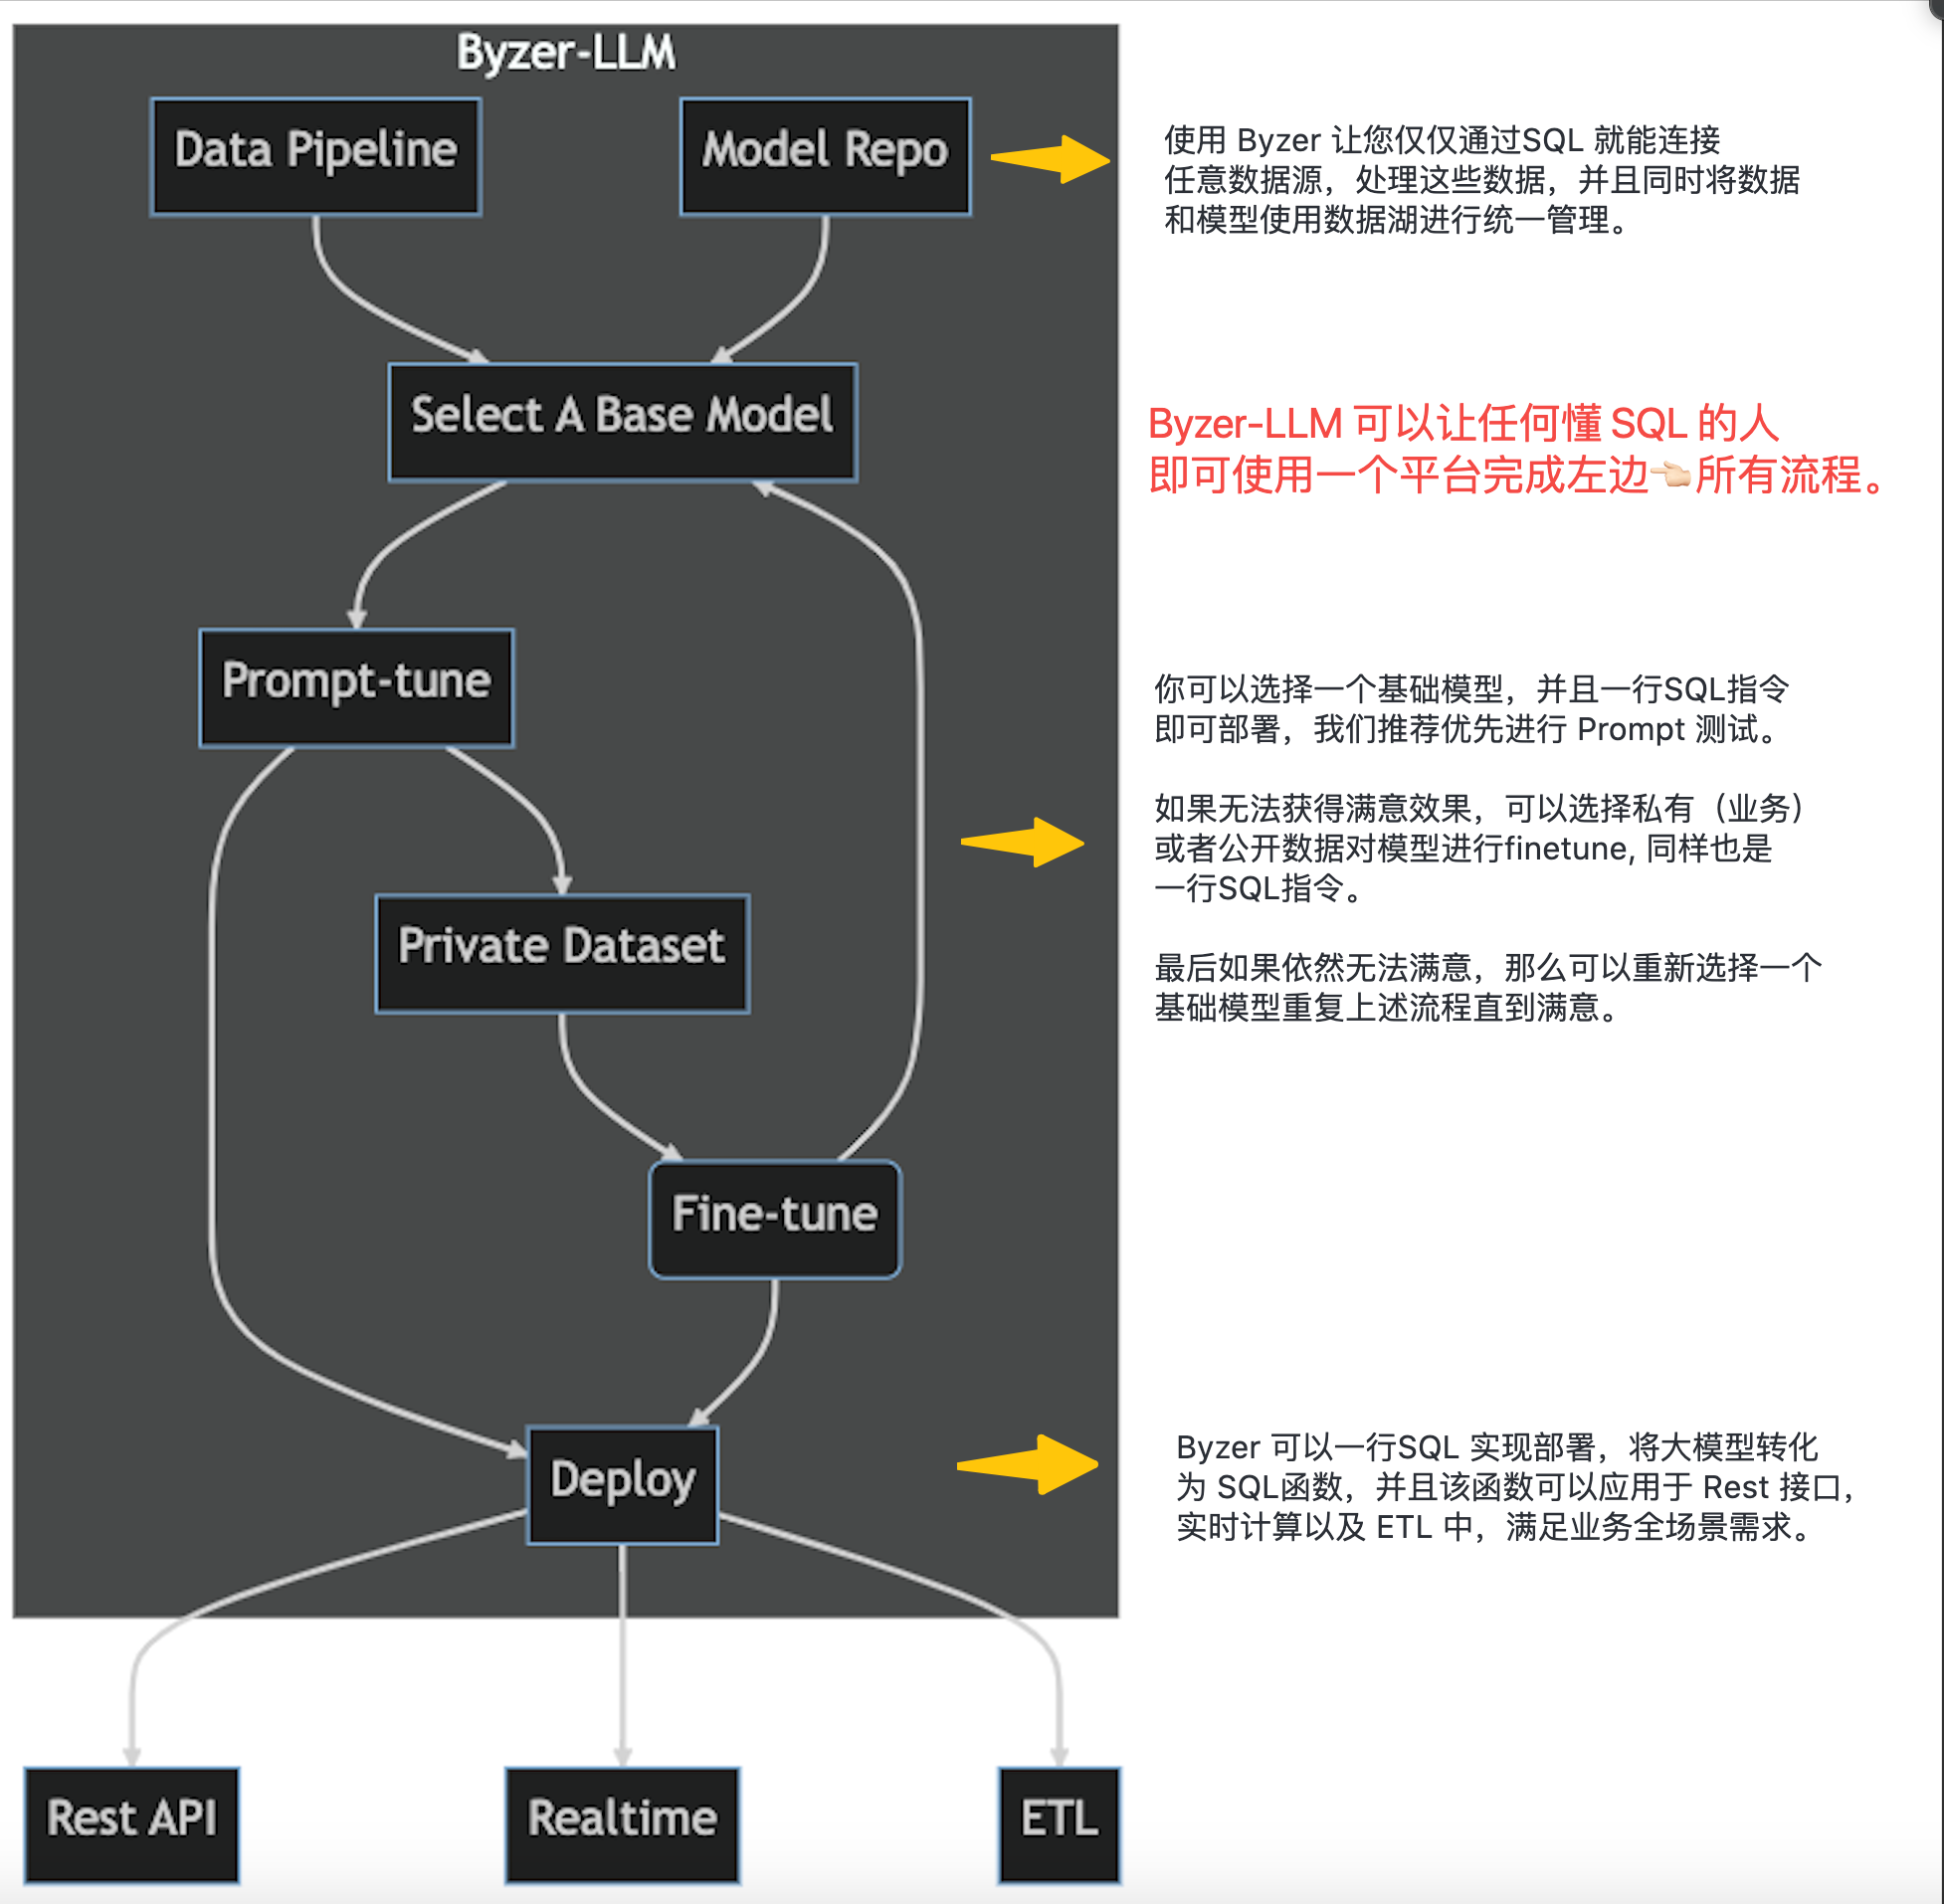 Byzer-LLM
Data Pipeline
Model Repo
使用 Byzer 让您仅仅通过SQL 就能连接
任意数据源，处理这些数据，并且同时将数据
和模型使用数据湖进行统一管理。
Select A Base Model
Byzer-LLM 可以让任何懂 SQL 的人
即可使用一个平台完成左边👈🏻所有流程。
Prompt-tune
你可以选择一个基础模型，并且一行SQL指令
即可部署，我们推荐优先进行 Prompt 测试。
如果无法获得满意效果，可以选择私有（业务）
或者公开数据对模型进行finetune, 同样也是
一行SQL指令。
Private Dataset
最后如果依然无法满意，那么可以重新选择一个
基础模型重复上述流程直到满意。
Fine-tune
Deploy
Byzer 可以一行SQL 实现部署，将大模型转化
为 SQL函数，并且该函数可以应用于 Rest 接口，
实时计算以及 ETL 中，满足业务全场景需求。
Rest API
Realtime
ETL